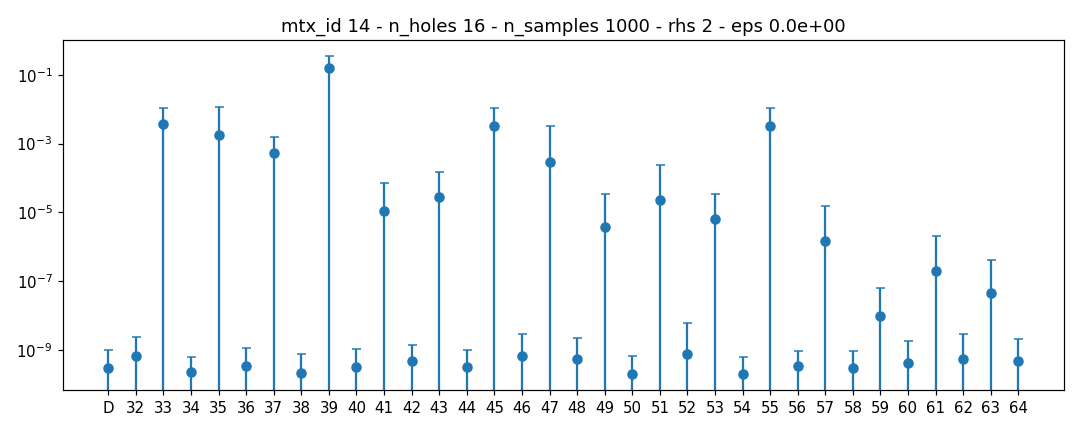 mtx_id 14 - n_holes 16 - n_samples 1000 - rhs 2 - eps 0.0e+00
10⁻¹
10⁻³
10⁻⁵
10⁻⁷
10⁻⁹
D 32 33 34 35 36 37 38 39 40 41 42 43 44 45 46 47 48 49 50 51 52 53 54 55 56 57 58 59 60 61 62 63 64